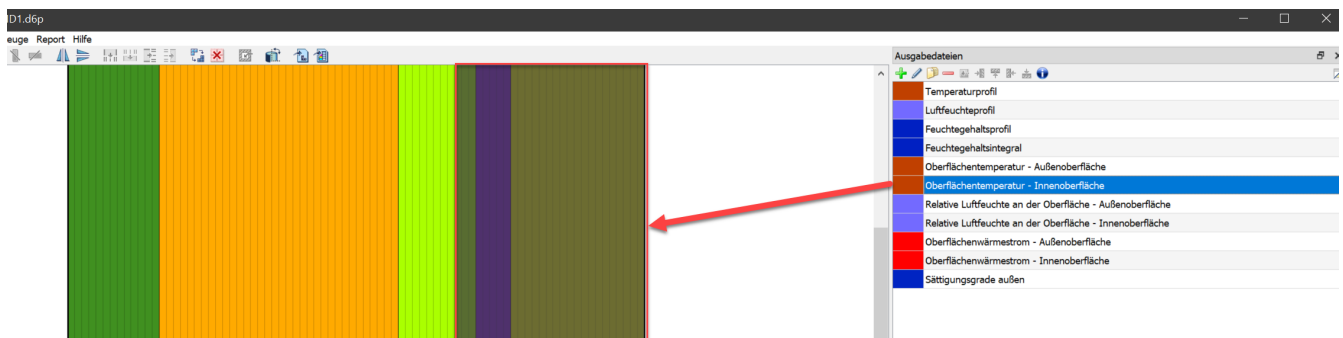 D1.d6p
euge Report Hilfe
Ausgabedateien
Temperaturprofil
Luftfeuchteprofil
Feuchtegehaltsprofil
Feuchtegehaltsintegral
Oberflächentemperatur - Außenoberfläche
Oberflächentemperatur - Innenoberfläche
Relative Luftfeuchte an der Oberfläche - Außenoberfläche
Relative Luftfeuchte an der Oberfläche - Innenoberfläche
Oberflächenwärmestrom - Außenoberfläche
Oberflächenwärmestrom - Innenoberfläche
Sättigungsgrade außen